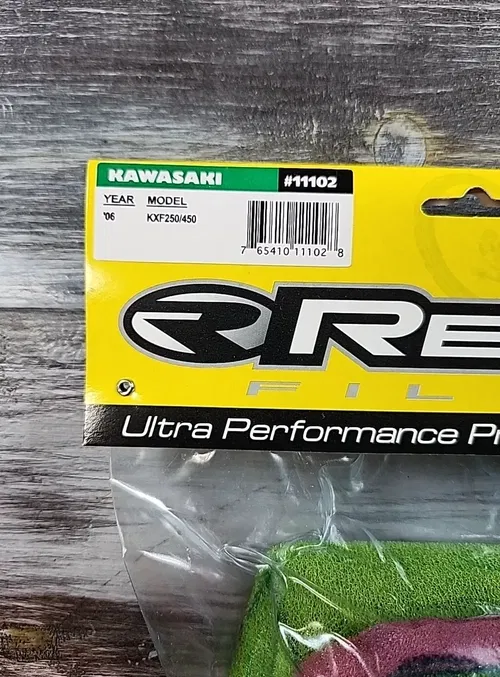 KAWASAKI #11102
YEAR MODEL
'06 KXF250/450
7 65410 11102 8
RE
FIL
Ultra Performance Pr